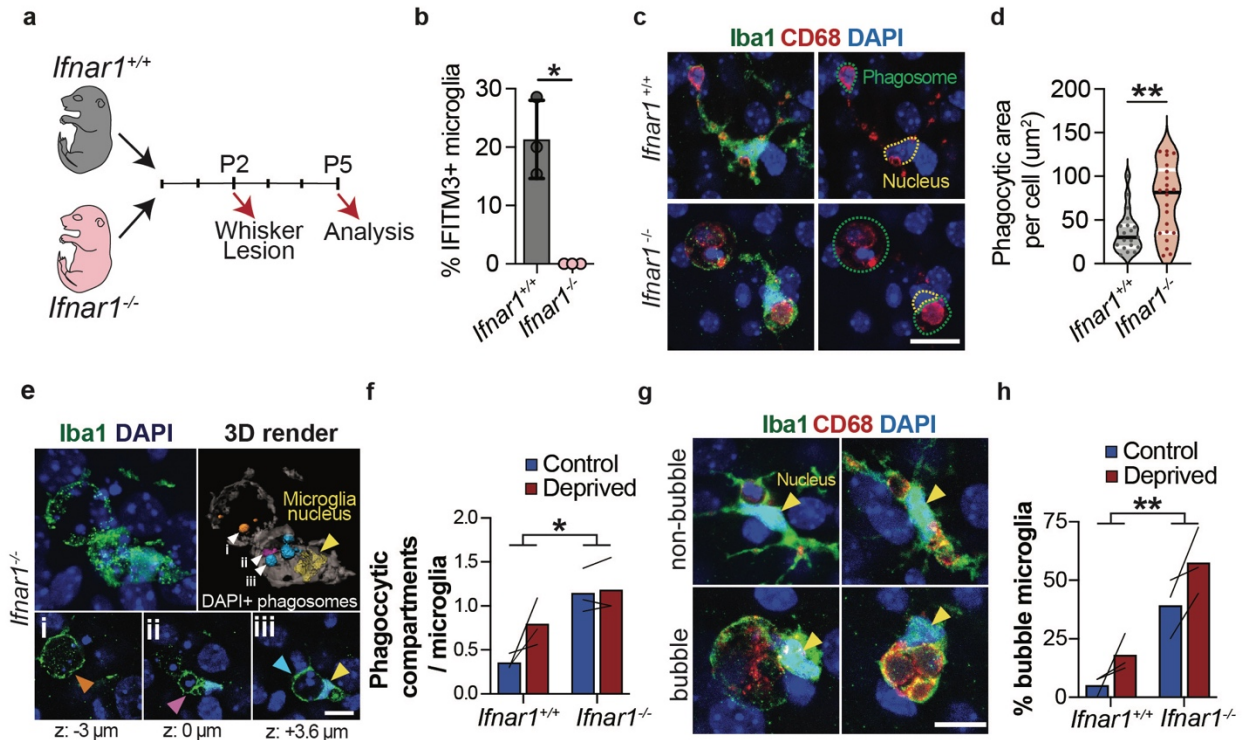 a
Ifnar1+/+
Ifnar1-/-
P2
P5
Whisker
Lesion
Analysis
b
% IFITM3+ microglia
30
20
10
0
*
Ifnar1+/+
Ifnar1-/-
c
Iba1 CD68 DAPI
Ifnar1+/+
Ifnar1-/-
Phagosome
Nucleus
d
Phagocytic area
per cell (um2)
200
150
100
50
0
**
Ifnar1+/+
Ifnar1-/-
e
Iba1 DAPI
3D render
Ifnar1-/-
Microglia
nucleus
i
ii
iii
DAPI+ phagosomes
i
ii
iii
z: -3 µm
z: 0 µm
z: +3.6 µm
f
Control
Deprived
Phagoccytic
compartments
/ microglia
2.0
1.5
1.0
0.5
0.0
*
Ifnar1+/+
Ifnar1-/-
g
Iba1 CD68 DAPI
non-bubble
bubble
Nucleus
h
Control
Deprived
% bubble microglia
75
50
25
0
**
Ifnar1+/+
Ifnar1-/-